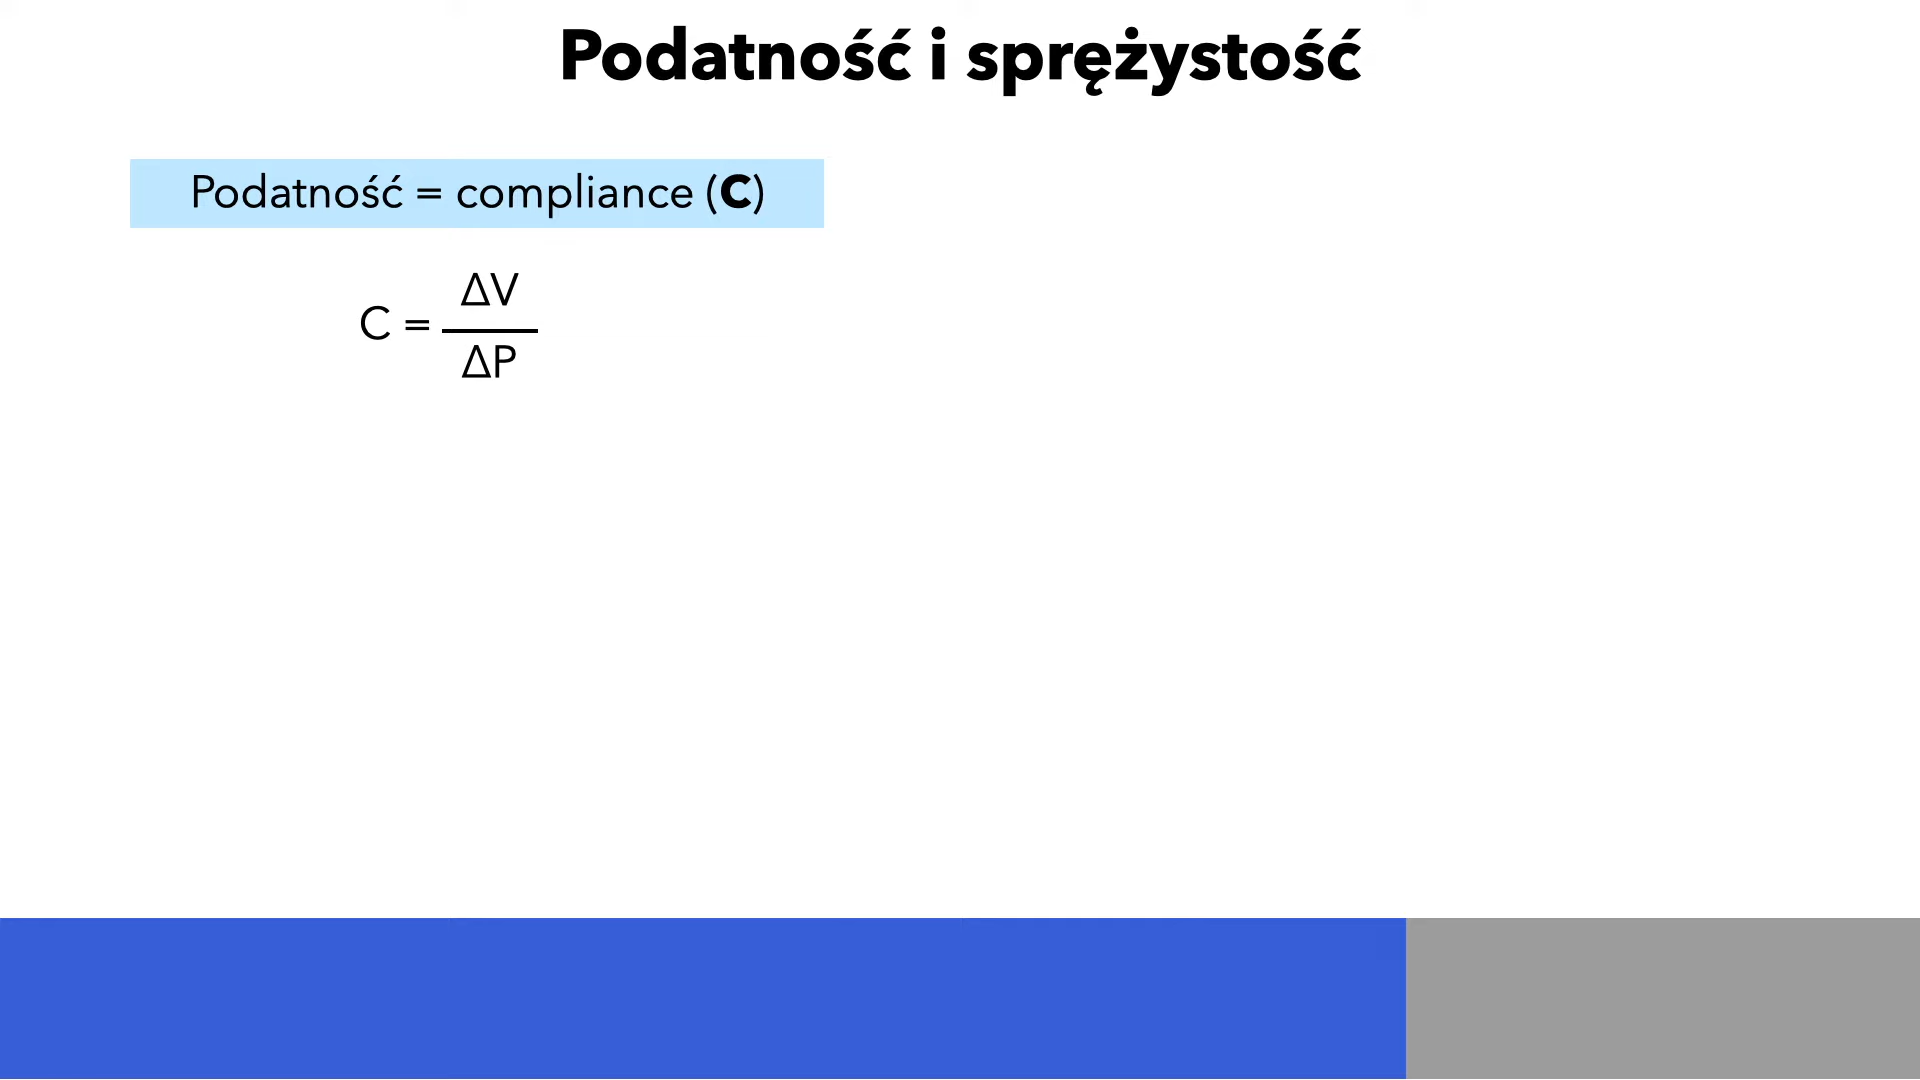 Podatność i sprężystość
Podatność = compliance (C)
C = ΔV
ΔP